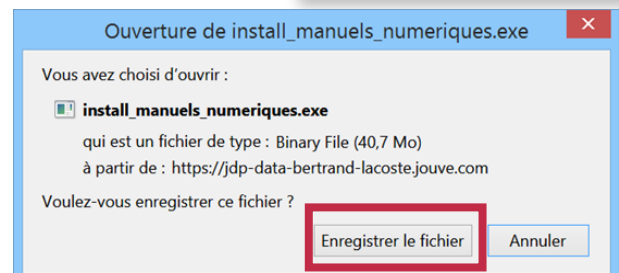 Ouverture de install_manuels_numeriques.exe
Vous avez choisi d'ouvrir :
install_manuels_numeriques.exe
qui est un fichier de type : Binary File (40,7 Mo)
à partir de : https://jdp-data-bertrand-lacoste.jouve.com
Voulez-vous enregistrer ce fichier ?
Enregistrer le fichier Annuler